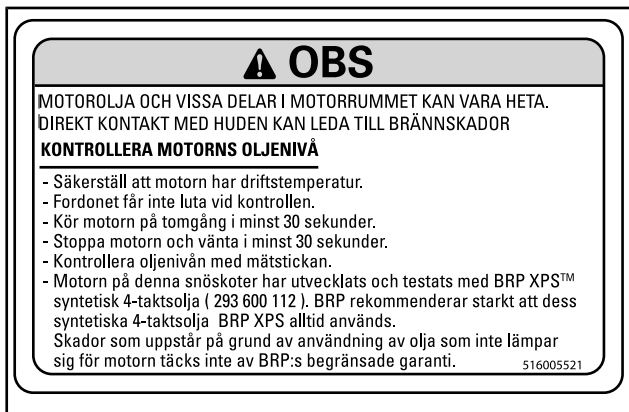 OBS
MOTOROLJA OCH VISSA DELAR I MOTORRUMMET KAN VARA HETA.
DIREKT KONTAKT MED HUDEN KAN LEDA TILL BRÄNNSKADOR
KONTROLLERA MOTORNS OLJENIVÅ
- Säkerställ att motorn har driftstemperatur.
- Fordonet får inte luta vid kontrollen.
- Kör motorn på tomgång i minst 30 sekunder.
- Stoppa motorn och vänta i minst 30 sekunder.
- Kontrollera oljenivån med mätstickan.
- Motorn på denna snöskoter har utvecklats och testats med BRP XPS™
syntetisk 4-taktsolja ( 293 600 112 ). BRP rekommenderar starkt att dess
syntetiska 4-taktsolja BRP XPS alltid används.
Skador som uppstår på grund av användning av olja som inte lämpar
sig för motorn täcks inte av BRP:s begränsade garanti.
516005521